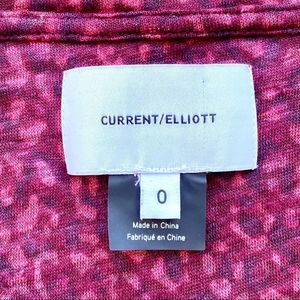 CURRENT/ELLIOTT
0
Made in China
Fabriqué en Chine